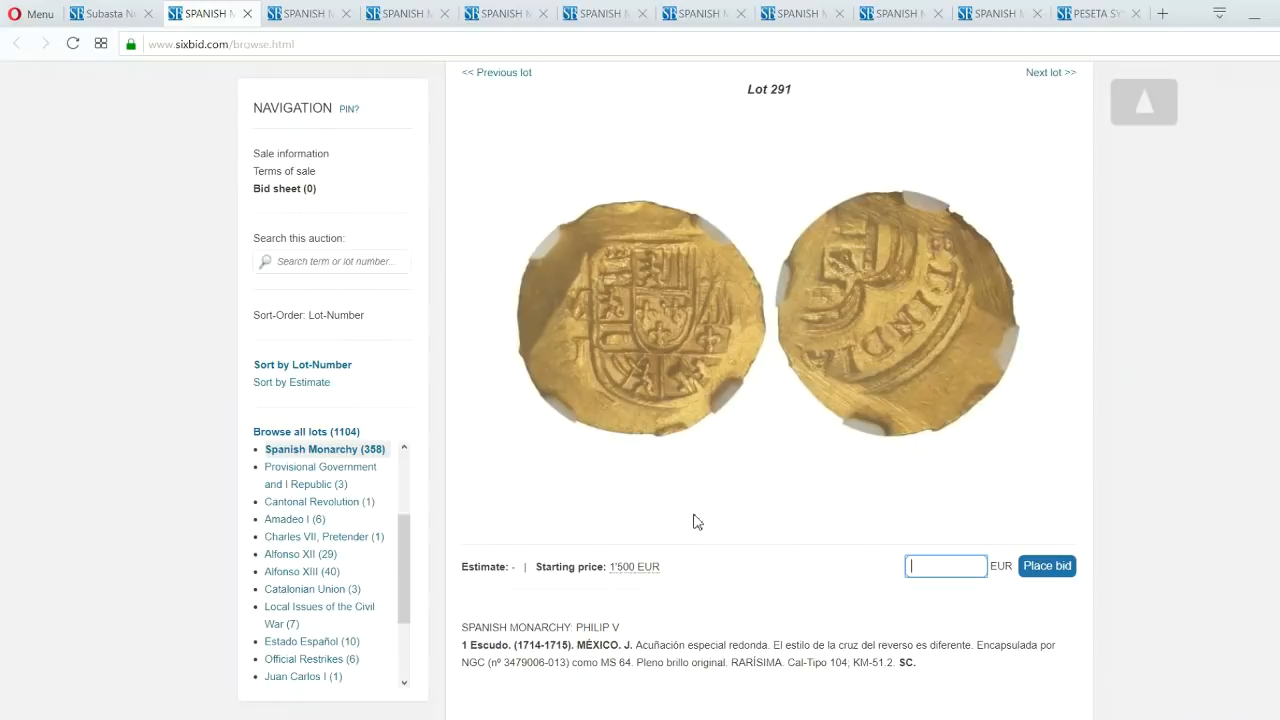 Menu
Subasta N
SPANISH M
SPANISH M
SPANISH M
SPANISH M
SPANISH M
SPANISH M
SPANISH M
SPANISH M
SPANISH M
PESETA SY
www.sixbid.com/browse.html
<< Previous lot
Next lot >>
Lot 291
NAVIGATION PIN?
Sale information
Terms of sale
Bid sheet (0)
Search this auction:
Search term or lot number...
Sort-Order: Lot-Number
Sort by Lot-Number
Sort by Estimate
Browse all lots (1104)
Spanish Monarchy (358)
Provisional Government
and I Republic (3)
Cantonal Revolution (1)
Amadeo I (6)
Charles VII, Pretender (1)
Alfonso XII (29)
Alfonso XIII (40)
Catalonian Union (3)
Local Issues of the Civil
War (7)
Estado Español (10)
Official Restrikes (6)
Juan Carlos I (1)
Estimate: - | Starting price: 1'500 EUR
EUR
Place bid
SPANISH MONARCHY: PHILIP V
1 Escudo. (1714-1715). MÉXICO. J. Acuñación especial redonda. El estilo de la cruz del reverso es diferente. Encapsulada por
NGC (nº 3479006-013) como MS 64. Pleno brillo original. RARÍSIMA. Cal-Tipo 104; KM-51.2. SC.